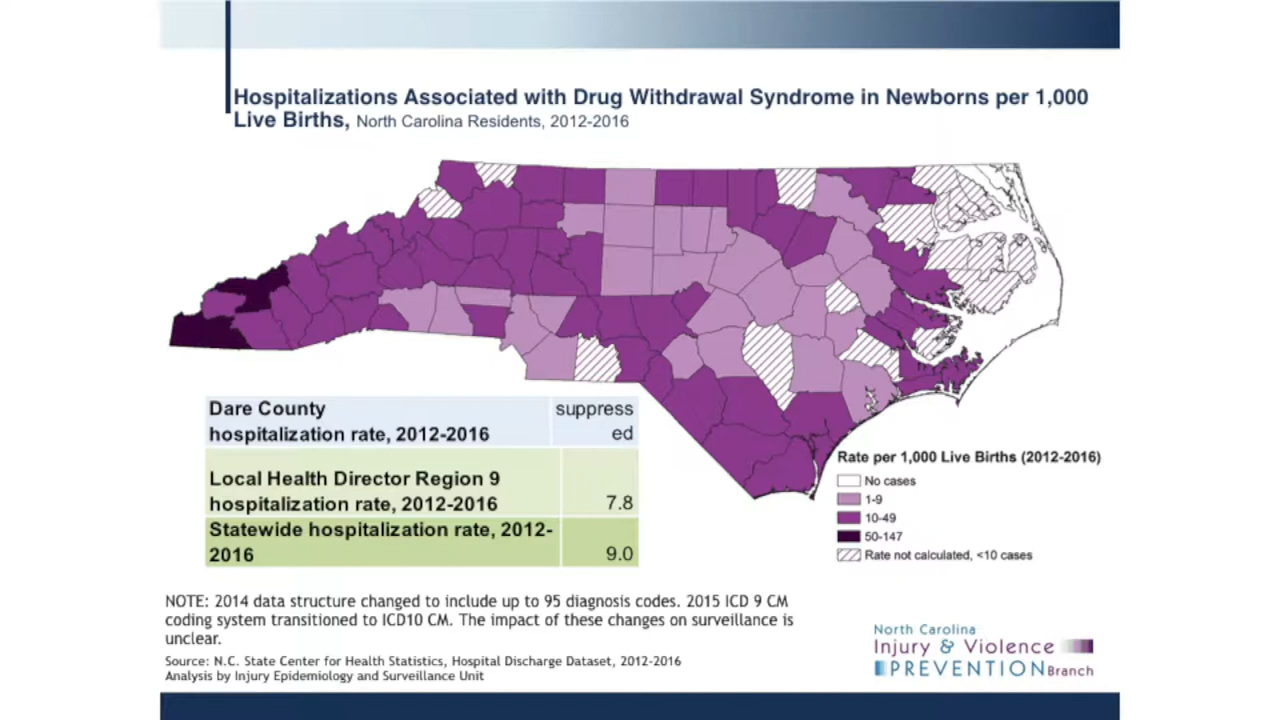 Hospitalizations Associated with Drug Withdrawal Syndrome in Newborns per 1,000
Live Births, North Carolina Residents, 2012-2016
Dare County
hospitalization rate, 2012-2016
suppress
ed
Local Health Director Region 9
hospitalization rate, 2012-2016
7.8
Statewide hospitalization rate, 2012-
2016
9.0
Rate per 1,000 Live Births (2012-2016)
No cases
1-9
10-49
50-147
Rate not calculated, <10 cases
NOTE: 2014 data structure changed to include up to 95 diagnosis codes. 2015 ICD 9 CM
coding system transitioned to ICD10 CM. The impact of these changes on surveillance is
unclear.
Source: N.C. State Center for Health Statistics, Hospital Discharge Dataset, 2012-2016
Analysis by Injury Epidemiology and Surveillance Unit
North Carolina
Injury & Violence
PREVENTION Branch